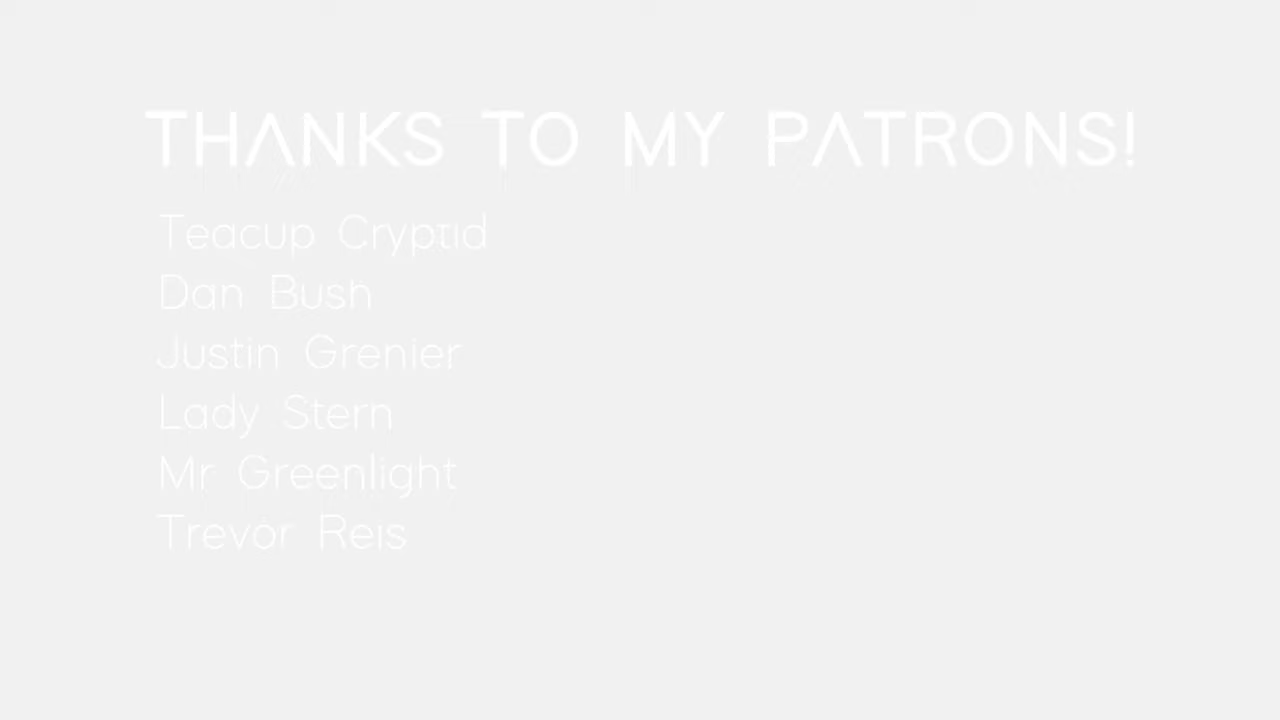 THANKS TO MY PATRONS!
Teacup Cryptid
Dan Bush
Justin Grenier
Lady Stern
Mr Greenlight
Trevor Reis